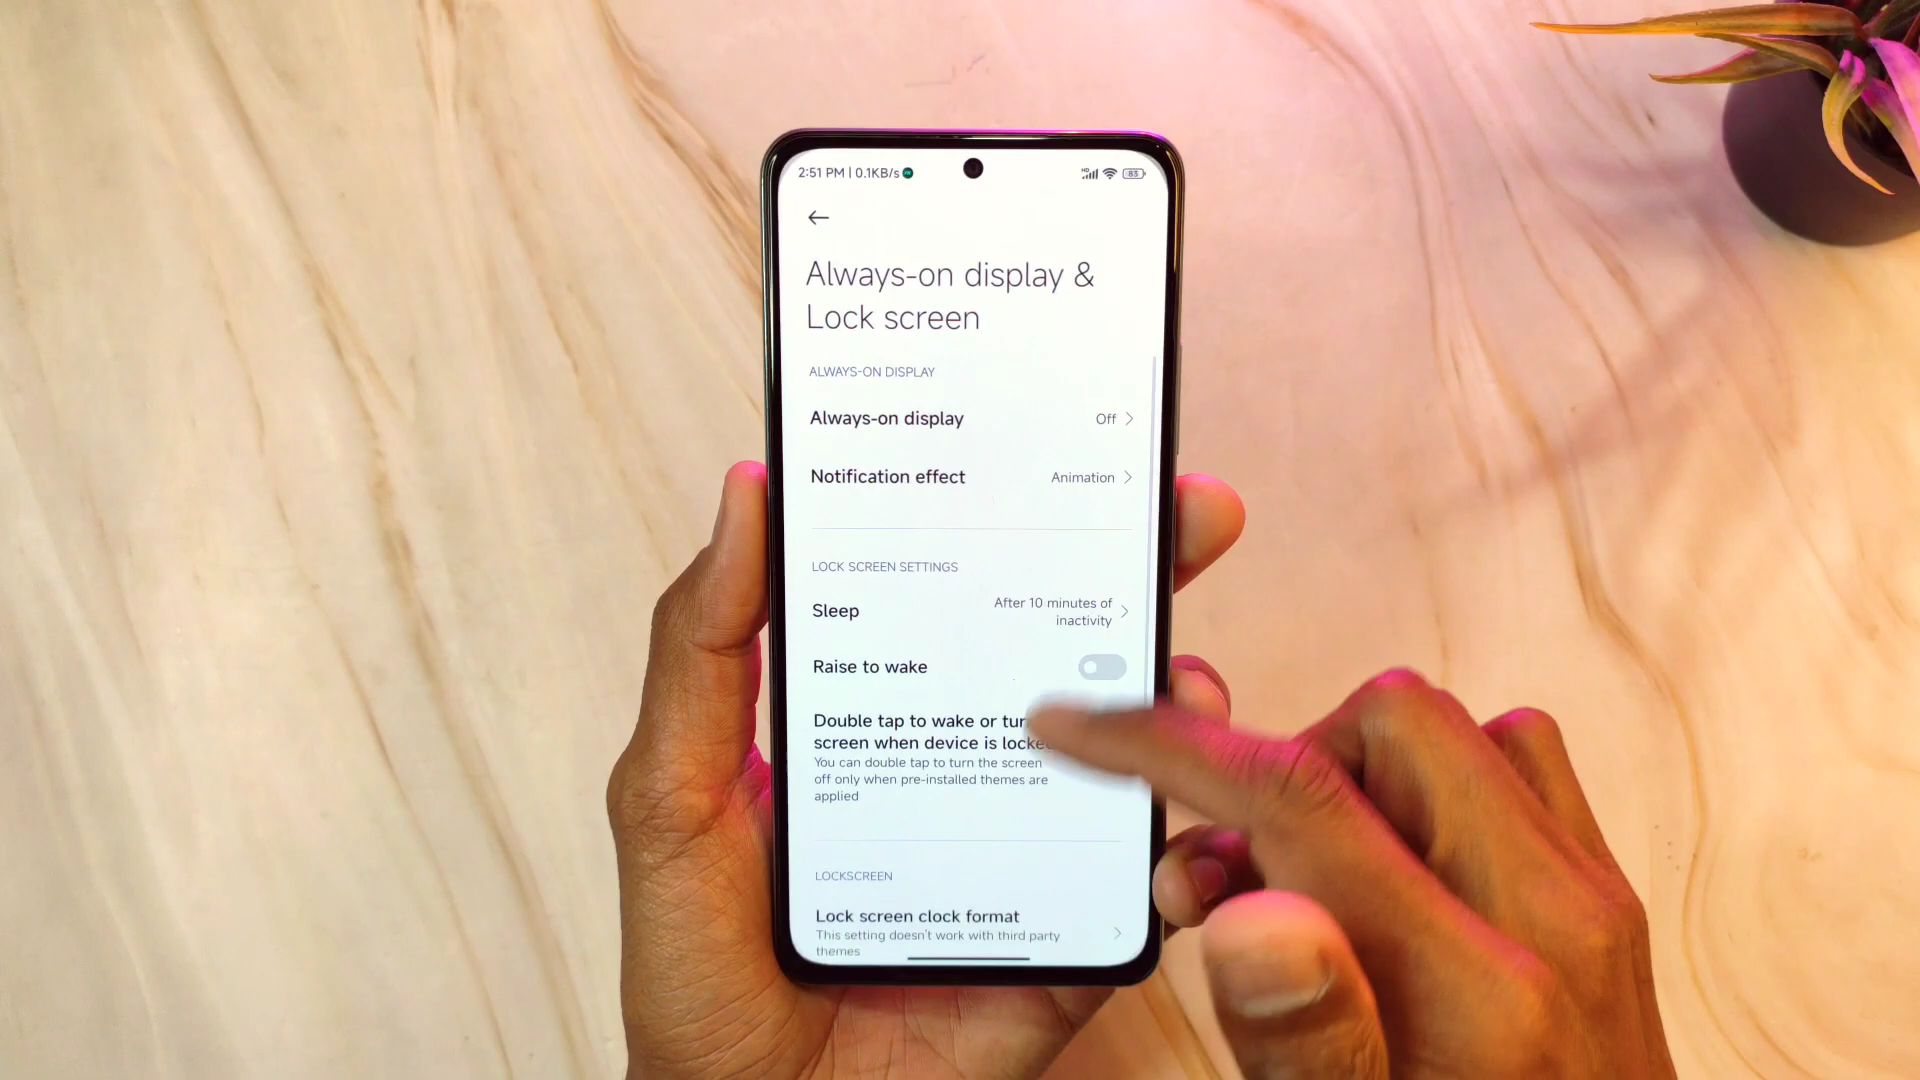 2:51 PM | 0.1KB/s
HD
83
Always-on display &
Lock screen
ALWAYS-ON DISPLAY
Always-on display
Off
Notification effect
Animation
LOCK SCREEN SETTINGS
Sleep
After 10 minutes of
inactivity
Raise to wake
Double tap to wake or
screen when device is
You can double tap to turn the screen
off only when pre-installed themes are
applied
LOCKSCREEN
Lock screen clock format
This setting doesn't work with third party
themes